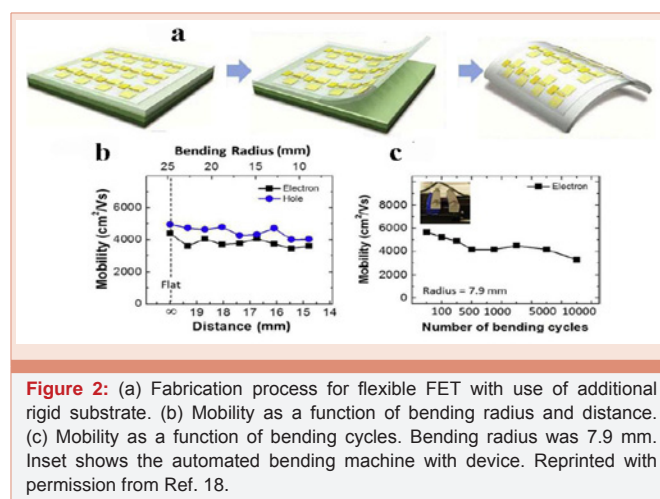 a
b
Bending Radius (mm)
25 20 15 10
Electron
Hole
Mobility (cm²/Vs)
6000
4000
2000
0
Flat
∞ 19 18 17 16 15 14
Distance (mm)
c
Electron
Mobility (cm²/Vs)
8000
6000
4000
2000
0
Radius = 7.9 mm
100 500 1000 5000 10000
Number of bending cycles
Figure 2: (a) Fabrication process for flexible FET with use of additional
rigid substrate. (b) Mobility as a function of bending radius and distance.
(c) Mobility as a function of bending cycles. Bending radius was 7.9 mm.
Inset shows the automated bending machine with device. Reprinted with
permission from Ref. 18.